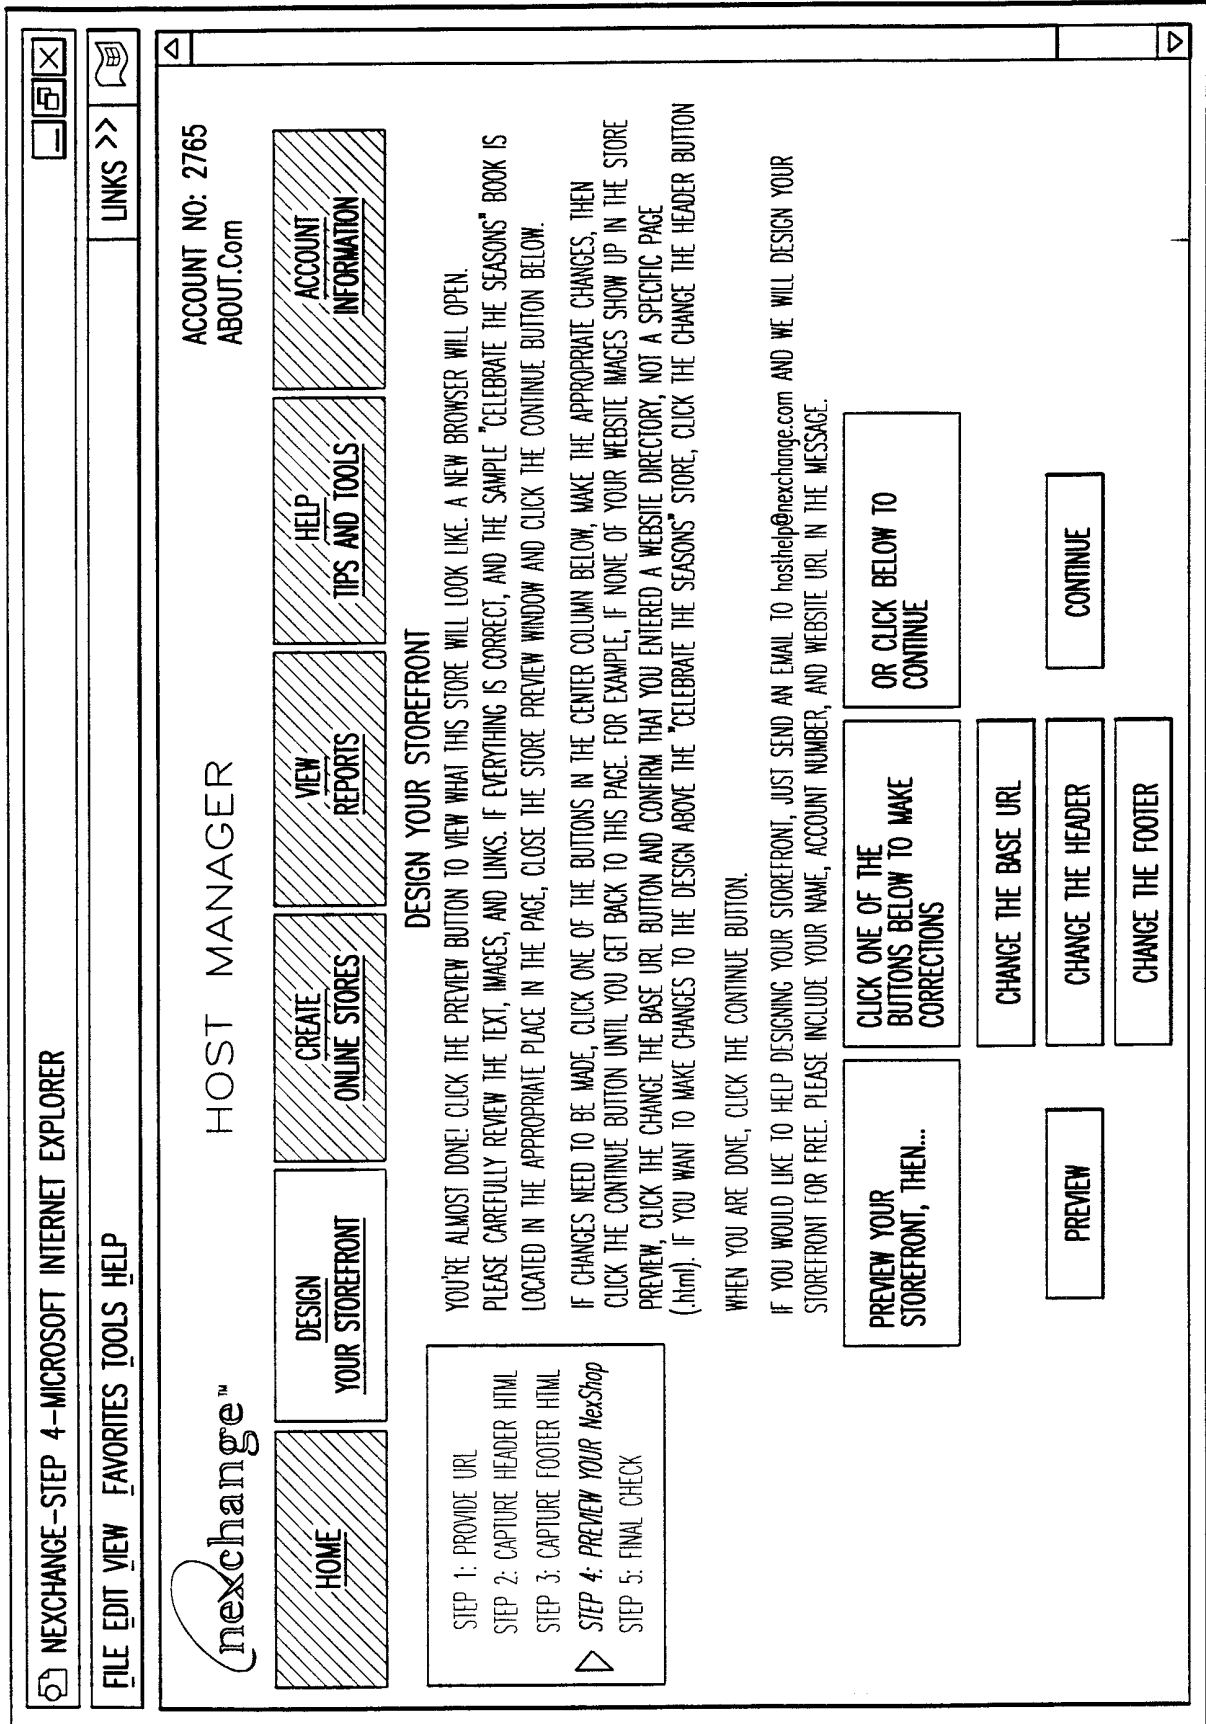 NEXCHANGE-STEP 4-MICROSOFT INTERNET EXPLORER
FILE EDIT VIEW FAVORITES TOOLS HELP
LINKS >>
nexchange™
HOST MANAGER
ACCOUNT NO: 2765
ABOUT.Com
HOME
DESIGN
YOUR STOREFRONT
CREATE
ONLINE STORES
VIEW
REPORTS
HELP
TIPS AND TOOLS
ACCOUNT
INFORMATION
STEP 1: PROVIDE URL
STEP 2: CAPTURE HEADER HTML
STEP 3: CAPTURE FOOTER HTML
STEP 4: PREVIEW YOUR NexShop
STEP 5: FINAL CHECK
DESIGN YOUR STOREFRONT
YOU'RE ALMOST DONE! CLICK THE PREVIEW BUTTON TO VIEW WHAT THIS STORE WILL LOOK LIKE. A NEW BROWSER WILL OPEN.
PLEASE CAREFULLY REVIEW THE TEXT, IMAGES, AND LINKS. IF EVERYTHING IS CORRECT, AND THE SAMPLE "CELEBRATE THE SEASONS" BOOK IS
LOCATED IN THE APPROPRIATE PLACE IN THE PAGE, CLOSE THE STORE PREVIEW WINDOW AND CLICK THE CONTINUE BUTTON BELOW.
IF CHANGES NEED TO BE MADE, CLICK ONE OF THE BUTTONS IN THE CENTER COLUMN BELOW, MAKE THE APPROPRIATE CHANGES, THEN
CLICK THE CONTINUE BUTTON UNTIL YOU GET BACK TO THIS PAGE. FOR EXAMPLE, IF NONE OF YOUR WEBSITE IMAGES SHOW UP IN THE STORE
PREVIEW, CLICK THE CHANGE THE BASE URL BUTTON AND CONFIRM THAT YOU ENTERED A WEBSITE DIRECTORY, NOT A SPECIFIC PAGE
(.html). IF YOU WANT TO MAKE CHANGES TO THE DESIGN ABOVE THE "CELEBRATE THE SEASONS" STORE, CLICK THE CHANGE THE HEADER BUTTON
WHEN YOU ARE DONE, CLICK THE CONTINUE BUTTON.
IF YOU WOULD LIKE TO HELP DESIGNING YOUR STOREFRONT, JUST SEND AN EMAIL TO hosthelp@nexchange.com AND WE WILL DESIGN YOUR
STOREFRONT FOR FREE. PLEASE INCLUDE YOUR NAME, ACCOUNT NUMBER, AND WEBSITE URL IN THE MESSAGE.
PREVIEW YOUR
STOREFRONT, THEN...
PREVIEW
CLICK ONE OF THE
BUTTONS BELOW TO MAKE
CORRECTIONS
CHANGE THE BASE URL
CHANGE THE HEADER
CHANGE THE FOOTER
OR CLICK BELOW TO
CONTINUE
CONTINUE